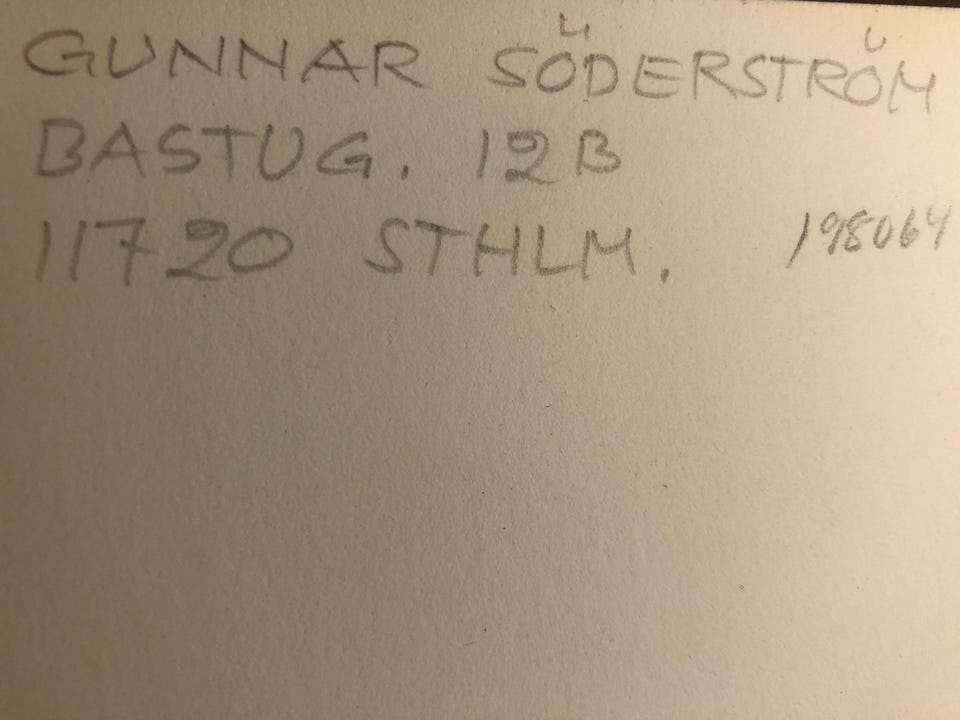 GUNNAR SÖDERSTRÖM
BASTUG. 12B
11720 STHLM. 198064